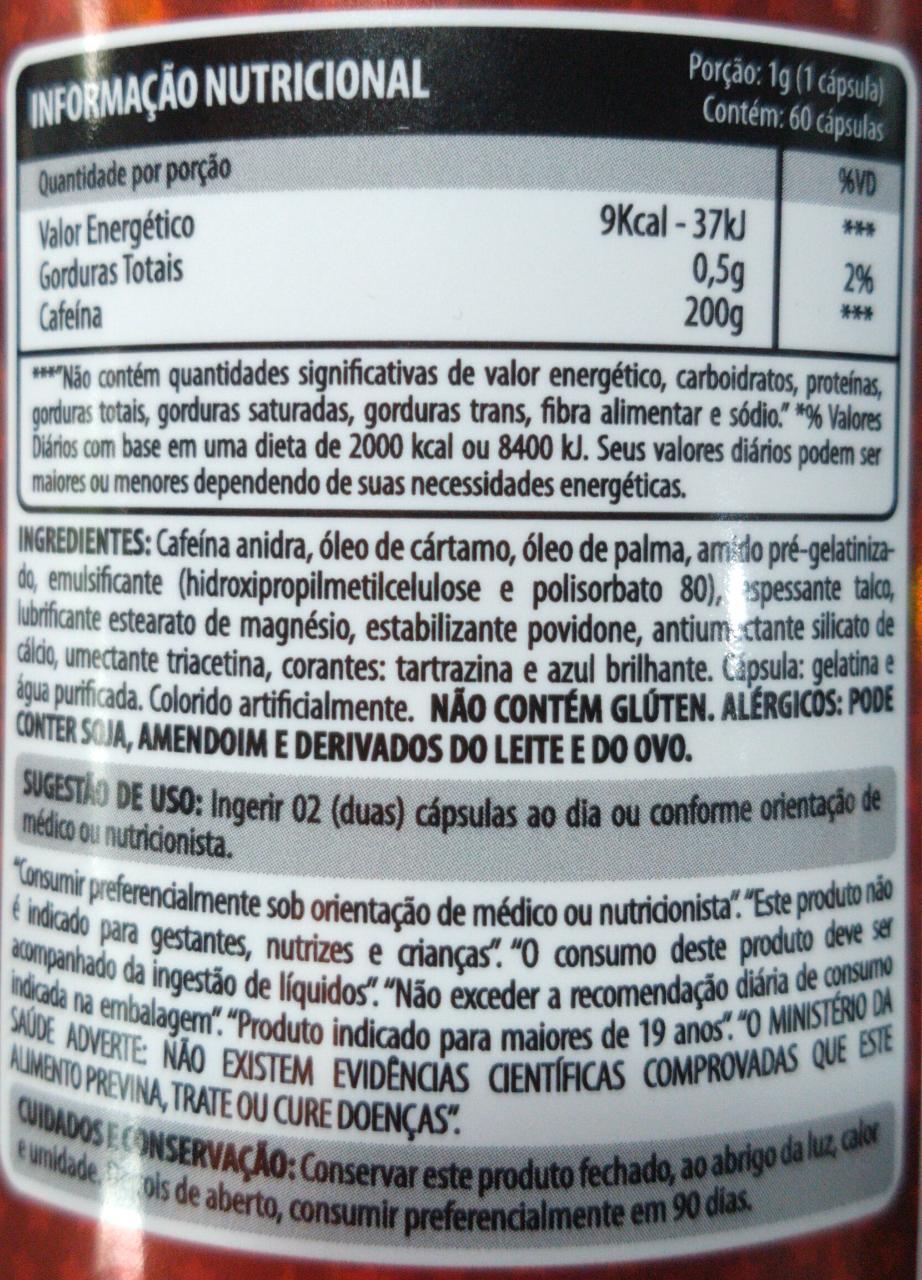 INFORMAÇÃO NUTRICIONAL
Porção: 1g (1 cápsula)
Contém: 60 cápsulas
Quantidade por porção %VD
Valor Energético 9Kcal - 37kJ ***
Gorduras Totais 0,5g 2%
Cafeína 200g ***
***"Não contém quantidades significativas de valor energético, carboidratos, proteínas,
gorduras totais, gorduras saturadas, gorduras trans, fibra alimentar e sódio." *% Valores
Diários com base em uma dieta de 2000 kcal ou 8400 kJ. Seus valores diários podem ser
maiores ou menores dependendo de suas necessidades energéticas.
INGREDIENTES: Cafeína anidra, óleo de cártamo, óleo de palma, amido pré-gelatiniza-
do, emulsificante (hidroxipropilmetilcelulose e polisorbato 80), espessante talco,
lubrificante estearato de magnésio, estabilizante povidone, antiumectante silicato de
cálcio, umectante triacetina, corantes: tartrazina e azul brilhante. Cápsula: gelatina e
água purificada. Colorido artificialmente. NÃO CONTÉM GLÚTEN. ALÉRGICOS: PODE
CONTER SOJA, AMENDOIM E DERIVADOS DO LEITE E DO OVO.
SUGESTÃO DE USO: Ingerir 02 (duas) cápsulas ao dia ou conforme orientação de
médico ou nutricionista.
"Consumir preferencialmente sob orientação de médico ou nutricionista". "Este produto não
é indicado para gestantes, nutrizes e crianças". "O consumo deste produto deve ser
acompanhado da ingestão de líquidos". "Não exceder a recomendação diária de consumo
indicada na embalagem". "Produto indicado para maiores de 19 anos". "O MINISTÉRIO DA
SAÚDE ADVERTE: NÃO EXISTEM EVIDÊNCIAS CIENTÍFICAS COMPROVADAS QUE ESTE
ALIMENTO PREVINA, TRATE OU CURE DOENÇAS".
CUIDADOS E CONSERVAÇÃO: Conservar este produto fechado, ao abrigo da luz, calor
e umidade. Depois de aberto, consumir preferencialmente em 90 dias.